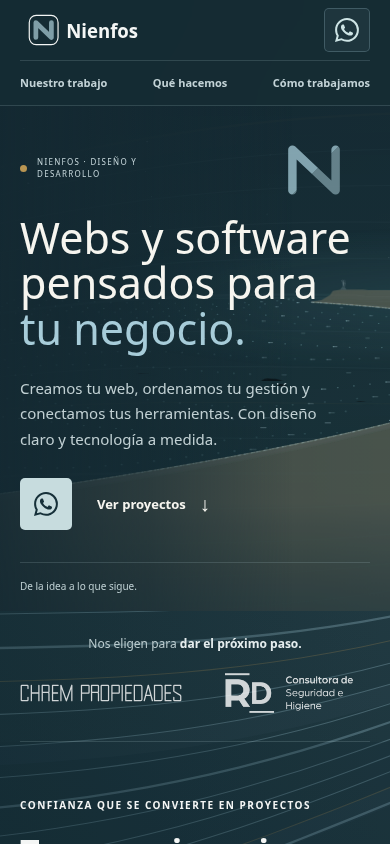 Nienfos
Nuestro trabajo
Qué hacemos
Cómo trabajamos
NIENFOS · DISEÑO Y
DESARROLLO
Webs y software
pensados para
tu negocio.
Creamos tu web, ordenamos tu gestión y
conectamos tus herramientas. Con diseño
claro y tecnología a medida.
Ver proyectos ↓
De la idea a lo que sigue.
Nos eligen para dar el próximo paso.
CHREM PROPIEDADES
RD
Consultora de
Seguridad e
Higiene
CONFIANZA QUE SE CONVIERTE EN PROYECTOS